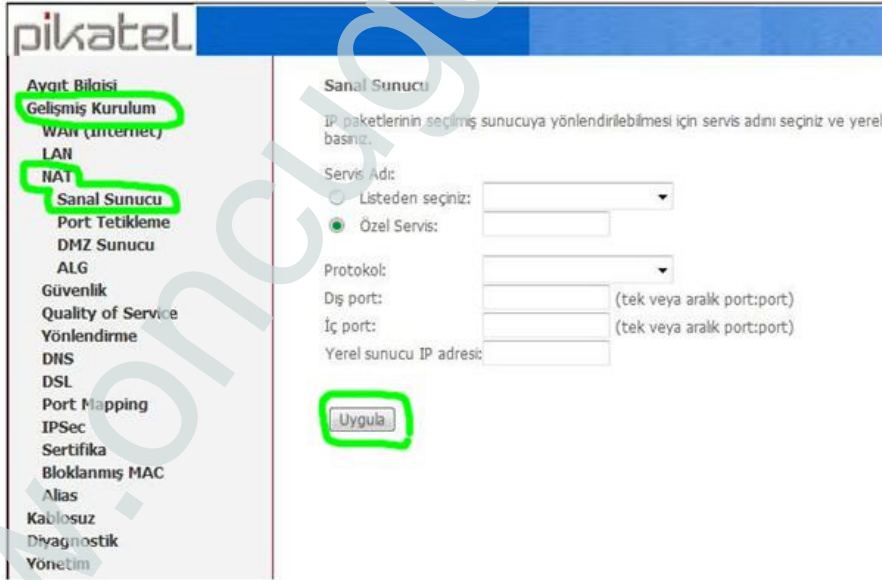 pikatel
Aygıt Bilgisi
Gelişmiş Kurulum
WAN (Internet)
LAN
NAT
Sanal Sunucu
Port Tetikleme
DMZ Sunucu
ALG
Güvenlik
Quality of Service
Yönlendirme
DNS
DSL
Port Mapping
IPSec
Sertifika
Bloklanmış MAC
Alias
Kablosuz
Diyagnostik
Yönetim
Sanal Sunucu
IP paketlerinin seçilmiş sunucuya yönlendirilebilmesi için servis adını seçiniz ve yerel
basınız.
Servis Adı:
Listeden seçiniz:
Özel Servis:
Protokol:
Dış port: (tek veya aralık port:port)
İç port: (tek veya aralık port:port)
Yerel sunucu IP adresi:
Uygula
w.oncugu